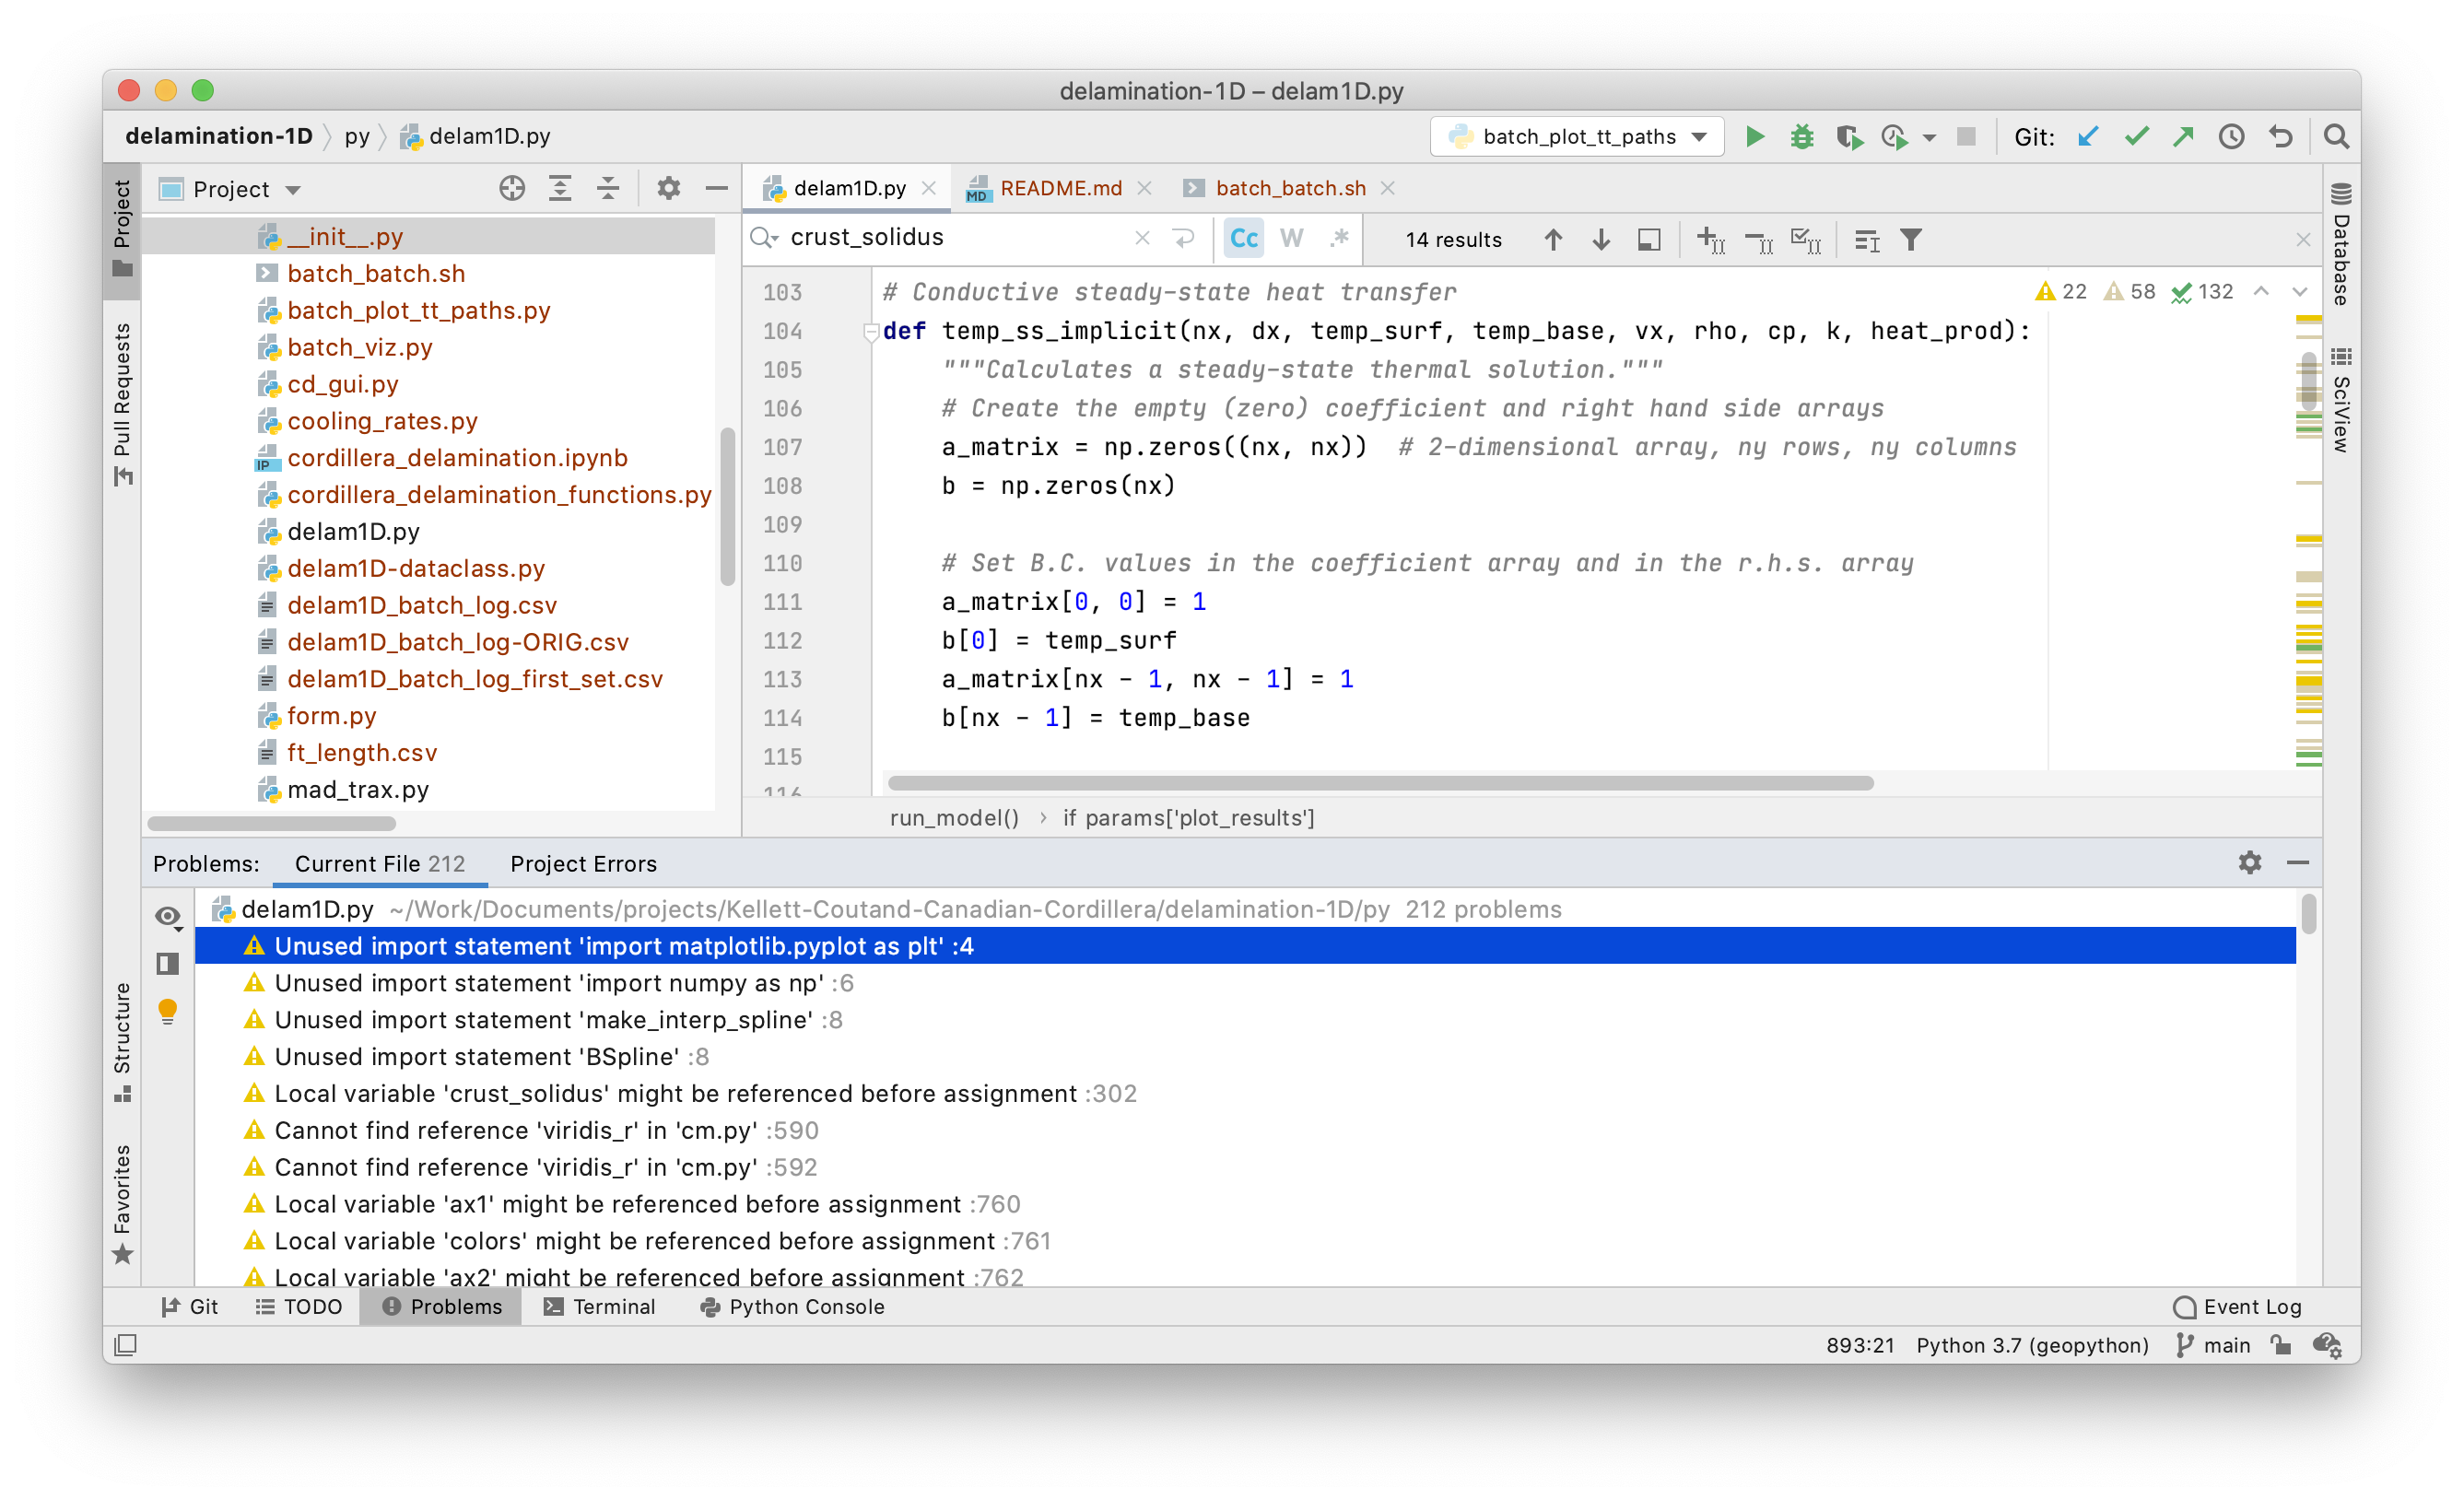 delamination-1D – delam1D.py
delamination-1D py delam1D.py
batch_plot_tt_paths
Git:
Project
Project
Pull Requests
Structure
Favorites
__init__.py
batch_batch.sh
batch_plot_tt_paths.py
batch_viz.py
cd_gui.py
cooling_rates.py
IP cordillera_delamination.ipynb
cordillera_delamination_functions.py
delam1D.py
delam1D-dataclass.py
delam1D_batch_log.csv
delam1D_batch_log-ORIG.csv
delam1D_batch_log_first_set.csv
form.py
ft_length.csv
mad_trax.py
delam1D.py MD README.md batch_batch.sh
crust_solidus Cc W .* 14 results
22 58 132
103 # Conductive steady-state heat transfer
104 def temp_ss_implicit(nx, dx, temp_surf, temp_base, vx, rho, cp, k, heat_prod):
105 """Calculates a steady-state thermal solution."""
106 # Create the empty (zero) coefficient and right hand side arrays
107 a_matrix = np.zeros((nx, nx)) # 2-dimensional array, ny rows, ny columns
108 b = np.zeros(nx)
109
110 # Set B.C. values in the coefficient array and in the r.h.s. array
111 a_matrix[0, 0] = 1
112 b[0] = temp_surf
113 a_matrix[nx - 1, nx - 1] = 1
114 b[nx - 1] = temp_base
115
116
run_model() › if params['plot_results']
Database
SciView
Problems: Current File 212 Project Errors
delam1D.py ~/Work/Documents/projects/Kellett-Coutand-Canadian-Cordillera/delamination-1D/py 212 problems
Unused import statement 'import matplotlib.pyplot as plt' :4
Unused import statement 'import numpy as np' :6
Unused import statement 'make_interp_spline' :8
Unused import statement 'BSpline' :8
Local variable 'crust_solidus' might be referenced before assignment :302
Cannot find reference 'viridis_r' in 'cm.py' :590
Cannot find reference 'viridis_r' in 'cm.py' :592
Local variable 'ax1' might be referenced before assignment :760
Local variable 'colors' might be referenced before assignment :761
Local variable 'ax2' might be referenced before assignment :762
Git TODO Problems Terminal Python Console Event Log
893:21 Python 3.7 (geopython) main